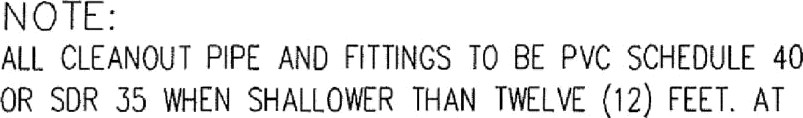 NOTE:
ALL CLEANOUT PIPE AND FITTINGS TO BE PVC SCHEDULE 40
OR SDR 35 WHEN SHALLOWER THAN TWELVE (12) FEET. AT